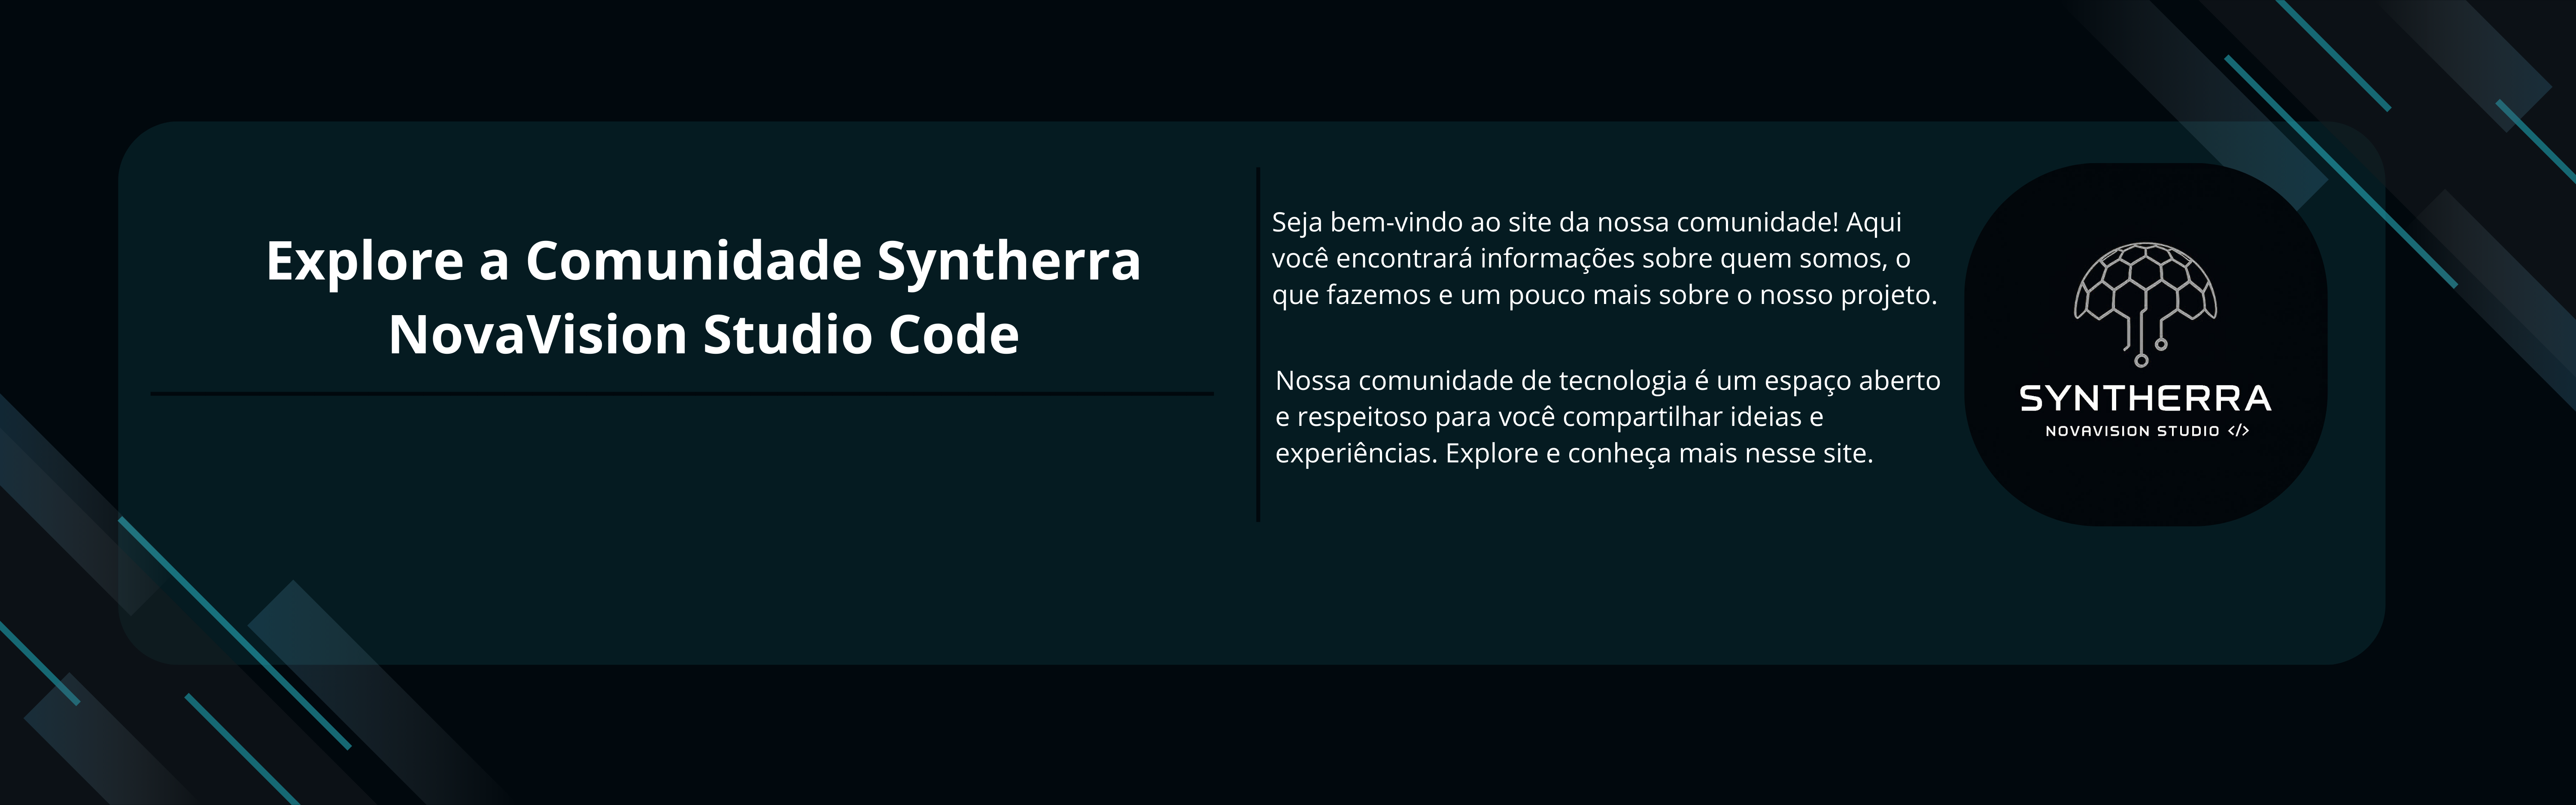 Explore a Comunidade Syntherra
NovaVision Studio Code
Seja bem-vindo ao site da nossa comunidade! Aqui
você encontrará informações sobre quem somos, o
que fazemos e um pouco mais sobre o nosso projeto.
Nossa comunidade de tecnologia é um espaço aberto
e respeitoso para você compartilhar ideias e
experiências. Explore e conheça mais nesse site.
SYNTHERRA
NOVAVISION STUDIO </>